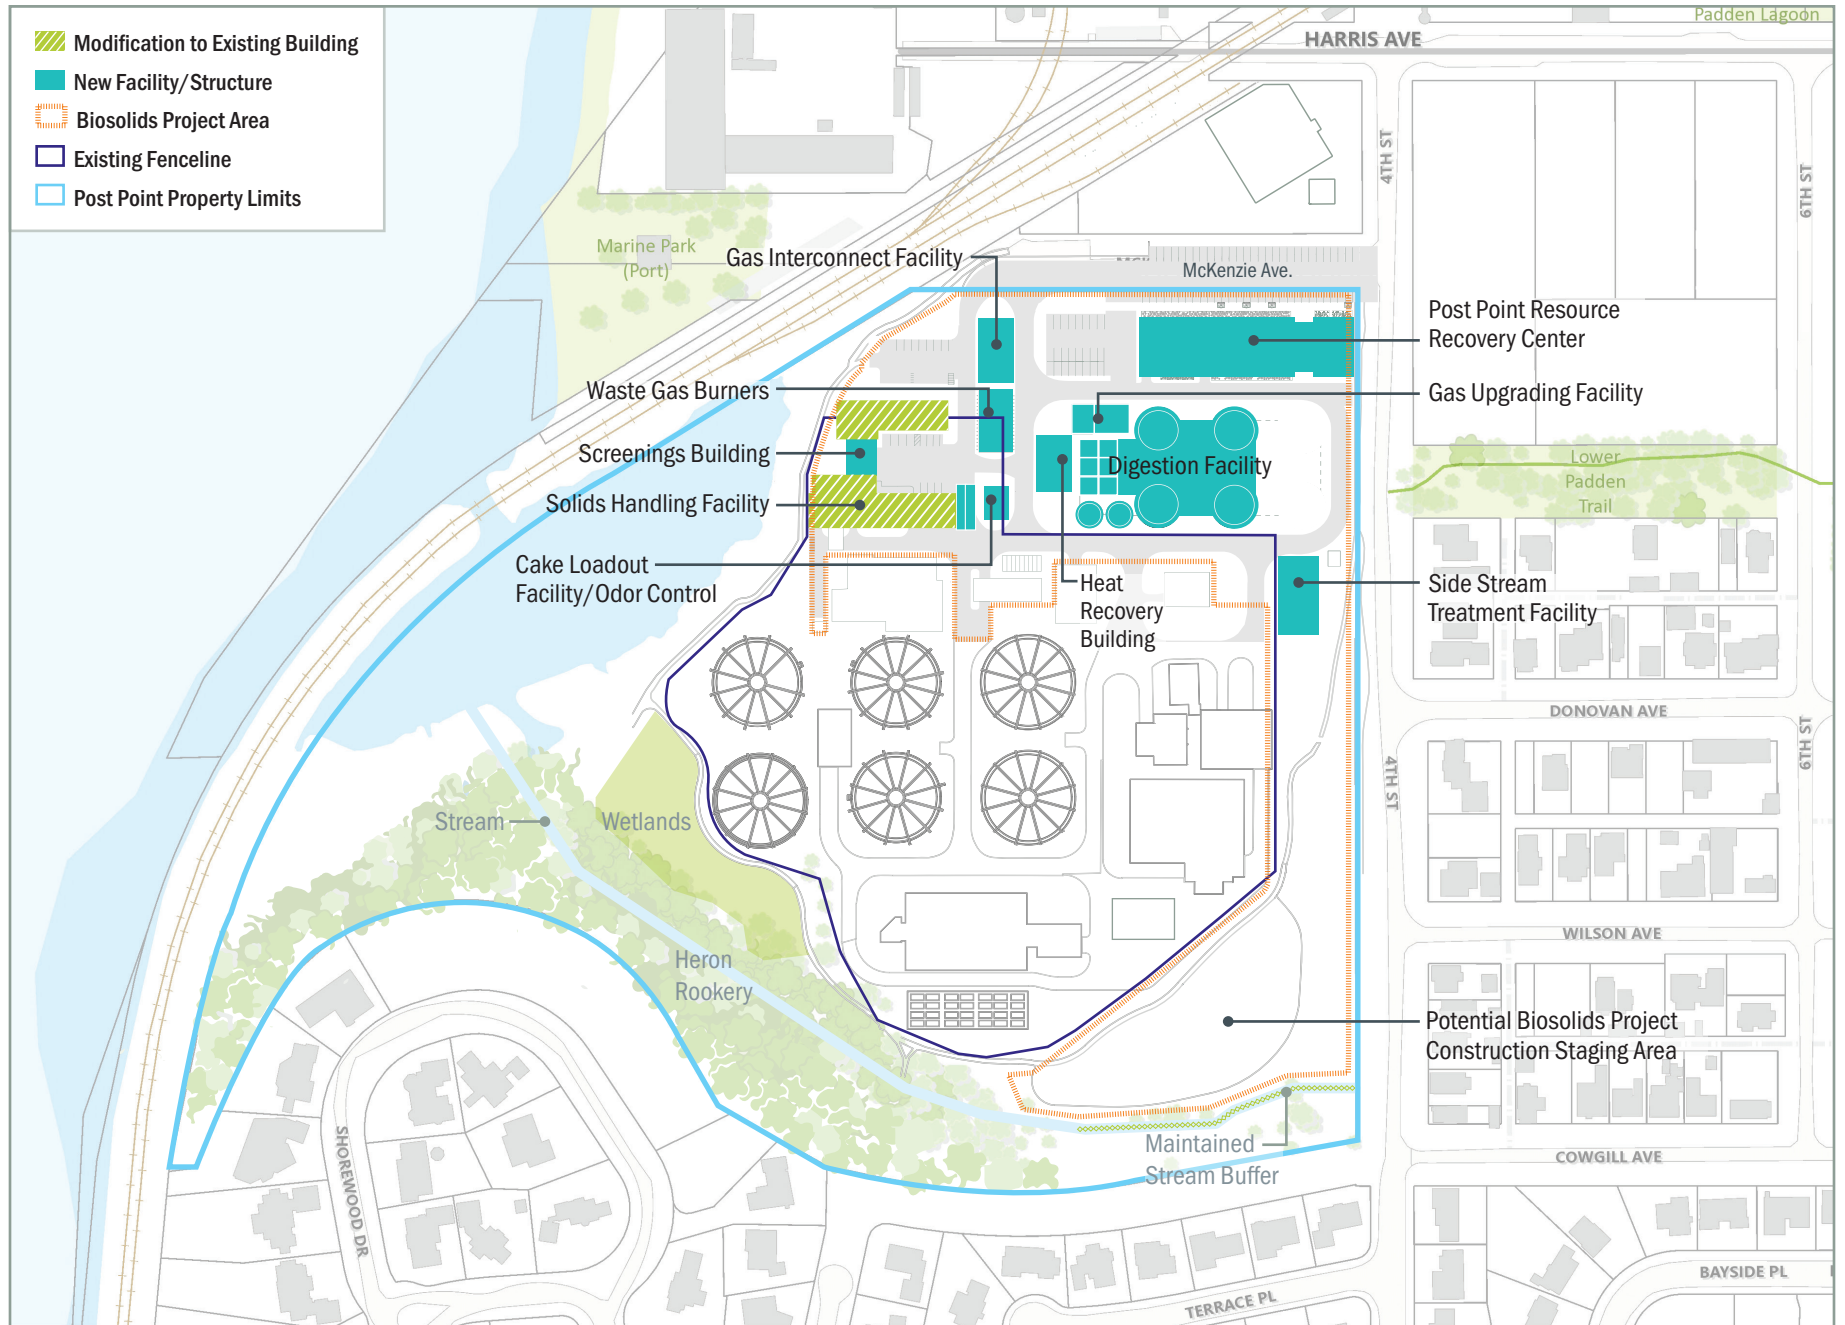 Modification to Existing Building
New Facility/Structure
Biosolids Project Area
Existing Fenceline
Post Point Property Limits
Padden Lagoon
HARRIS AVE
4TH ST
6TH ST
Marine Park
(Port)
Gas Interconnect Facility
McKenzie Ave.
Post Point Resource
Recovery Center
Waste Gas Burners
Gas Upgrading Facility
Screenings Building
Digestion Facility
Lower
Padden
Trail
Solids Handling Facility
Cake Loadout
Facility/Odor Control
Heat
Recovery
Building
Side Stream
Treatment Facility
DONOVAN AVE
4TH ST
6TH ST
Stream
Wetlands
WILSON AVE
Heron
Rookery
Potential Biosolids Project
Construction Staging Area
Maintained
Stream Buffer
COWGILL AVE
SHOREWOOD DR
BAYSIDE PL
TERRACE PL